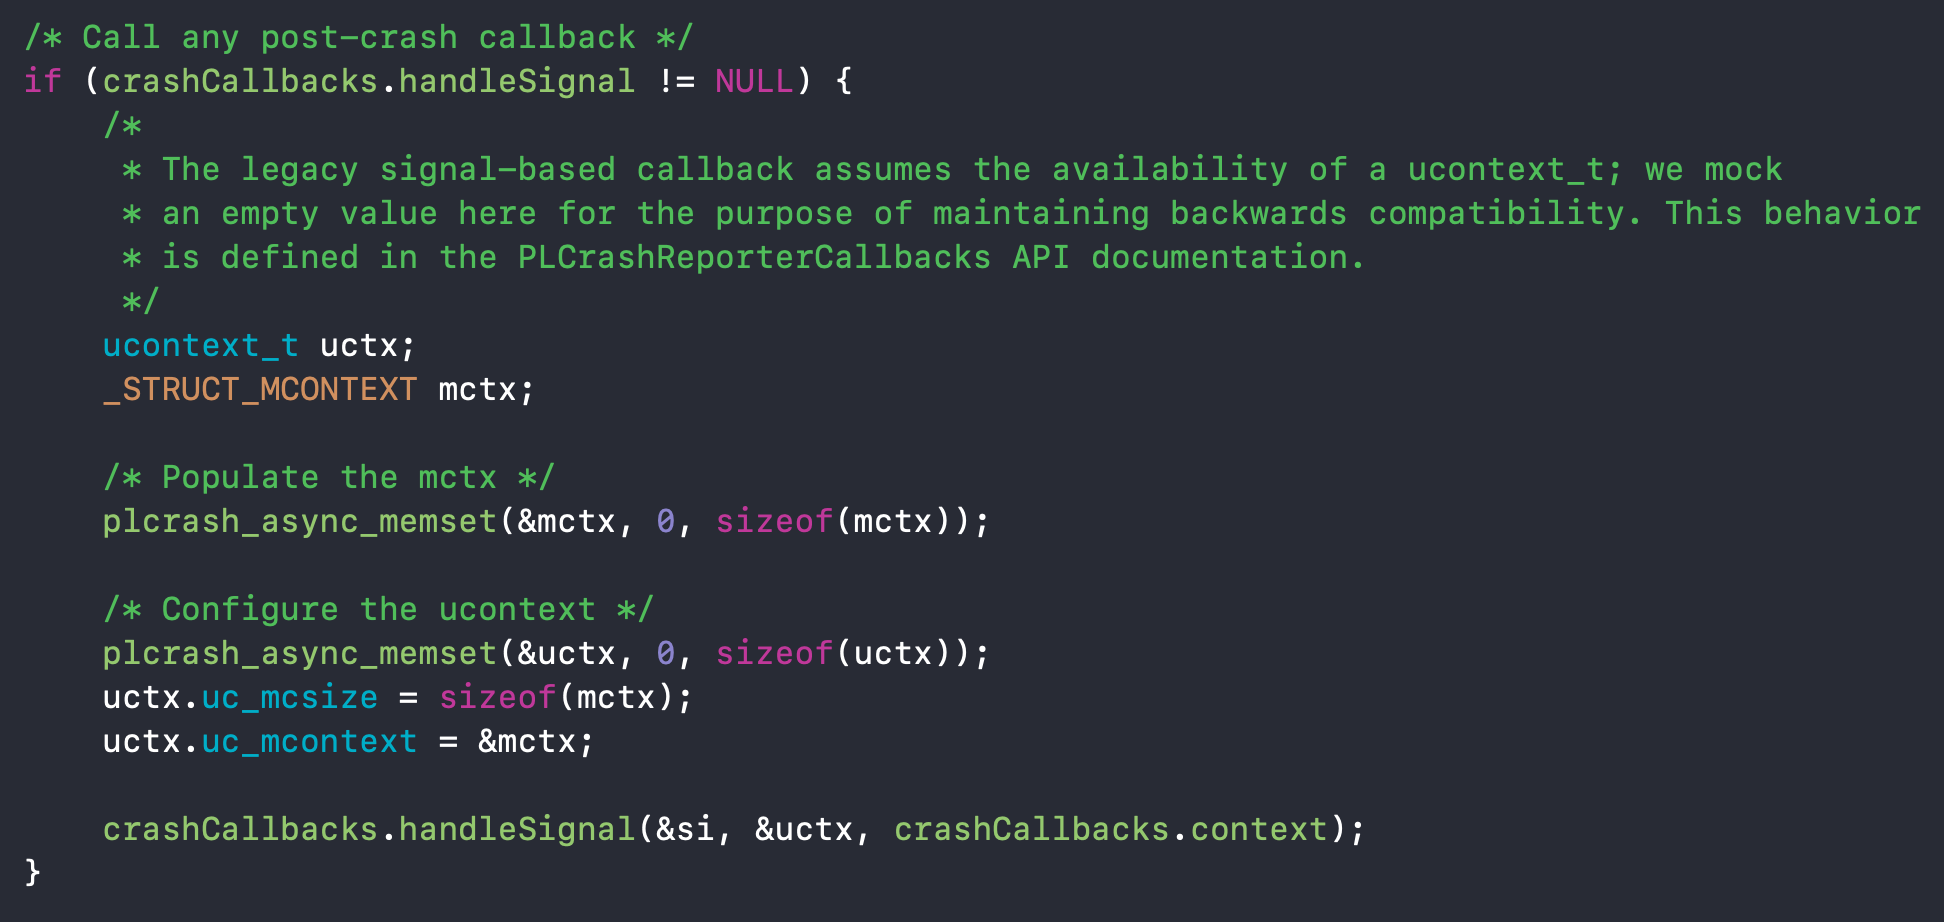 /* Call any post-crash callback */
if (crashCallbacks.handleSignal != NULL) {
    /*
     * The legacy signal-based callback assumes the availability of a ucontext_t; we mock
     * an empty value here for the purpose of maintaining backwards compatibility. This behavior
     * is defined in the PLCrashReporterCallbacks API documentation.
     */
    ucontext_t uctx;
    _STRUCT_MCONTEXT mctx;

    /* Populate the mctx */
    plcrash_async_memset(&mctx, 0, sizeof(mctx));

    /* Configure the ucontext */
    plcrash_async_memset(&uctx, 0, sizeof(uctx));
    uctx.uc_mcsize = sizeof(mctx);
    uctx.uc_mcontext = &mctx;

    crashCallbacks.handleSignal(&si, &uctx, crashCallbacks.context);
}